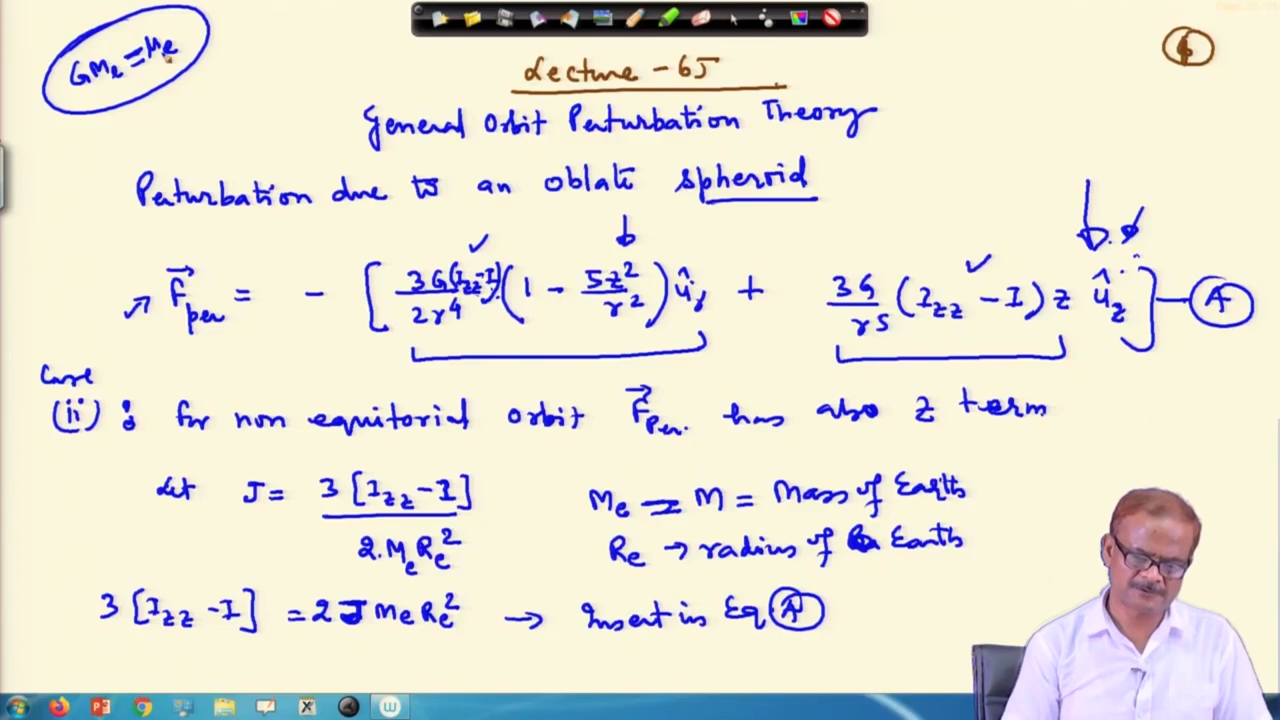 GMe = μe
6
Lecture - 65
General Orbit Perturbation Theory
Perturbation due to an oblate spheroid
F⃗per = - [ 3G(Izz-I)/2r⁴ (1 - 5z²/r²) ûr + 3G/r⁵ (Izz - I) z ûz ] — A
Case
(ii) : for non equitorial orbit F⃗Per. has also z term
Let J = 3[Izz - I] / 2.MeRe²
Me = M = Mass of Earth
Re → radius of Earth
3[Izz - I] = 2 J MeRe² → Insert in Eq A